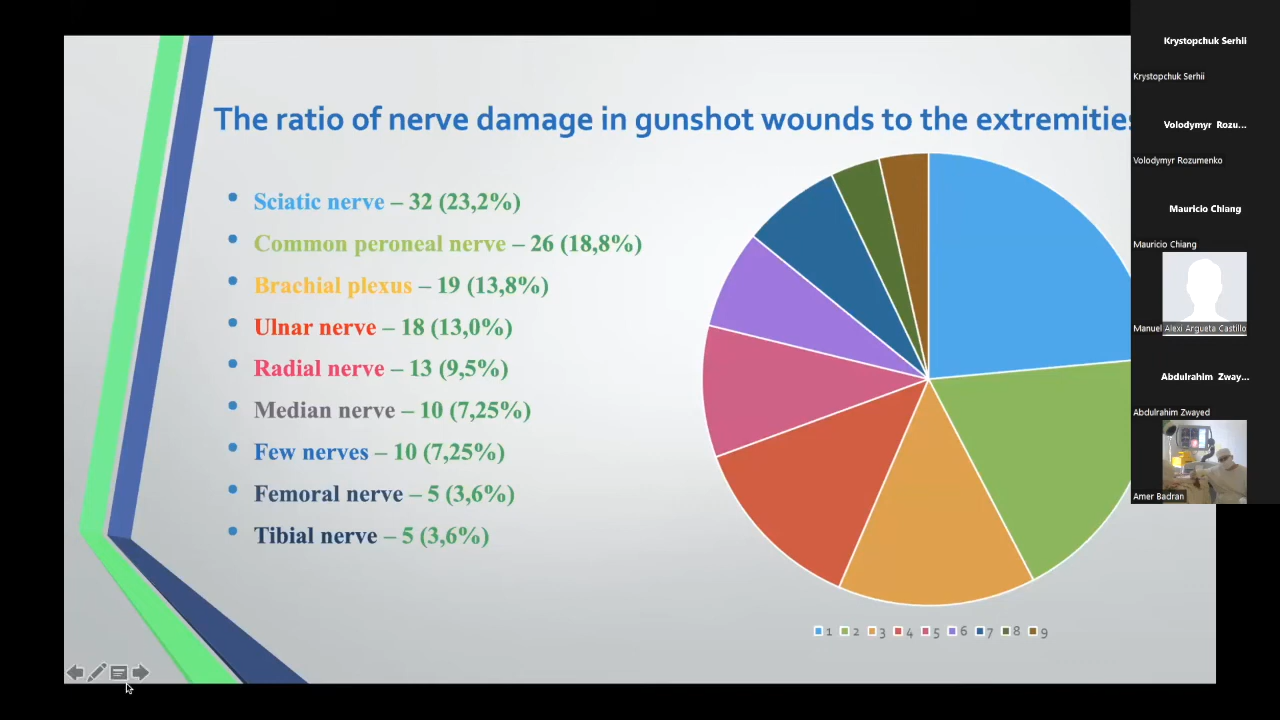 The ratio of nerve damage in gunshot wounds to the extremities
Sciatic nerve – 32 (23,2%)
Common peroneal nerve – 26 (18,8%)
Brachial plexus – 19 (13,8%)
Ulnar nerve – 18 (13,0%)
Radial nerve – 13 (9,5%)
Median nerve – 10 (7,25%)
Few nerves – 10 (7,25%)
Femoral nerve – 5 (3,6%)
Tibial nerve – 5 (3,6%)
1 2 3 4 5 6 7 8 9
Krystopchuk Serhii
Krystopchuk Serhii
Volodymyr Rozu...
Volodymyr Rozumenko
Mauricio Chiang
Mauricio Chiang
Manuel Alexi Argueta Castillo
Abdulrahim Zway...
Abdulrahim Zwayed
Amer Badran